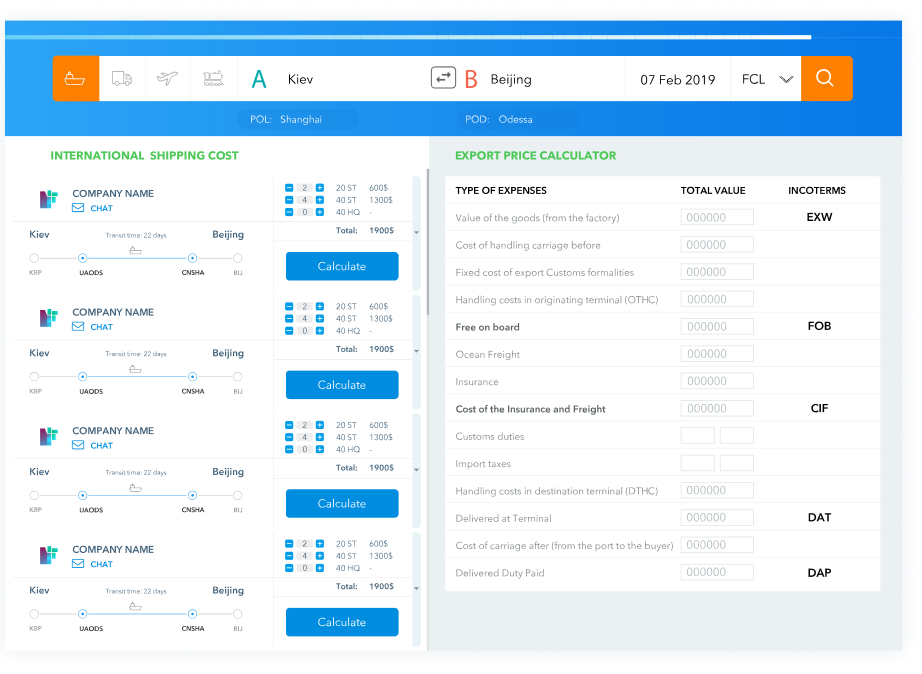 A Kiev B Beijing 07 Feb 2019 FCL
POL: Shanghai POD: Odessa
INTERNATIONAL SHIPPING COST
COMPANY NAME
CHAT
2 20 ST 600$
4 40 ST 1300$
0 40 HQ -
Total: 1900$
Kiev Transit time: 22 days Beijing
KBP UAODS CNSHA BIJ
Calculate
COMPANY NAME
CHAT
2 20 ST 600$
4 40 ST 1300$
0 40 HQ -
Total: 1900$
Kiev Transit time: 22 days Beijing
KBP UAODS CNSHA BIJ
Calculate
COMPANY NAME
CHAT
2 20 ST 600$
4 40 ST 1300$
0 40 HQ -
Total: 1900$
Kiev Transit time: 22 days Beijing
KBP UAODS CNSHA BIJ
Calculate
COMPANY NAME
CHAT
2 20 ST 600$
4 40 ST 1300$
0 40 HQ -
Total: 1900$
Kiev Transit time: 22 days Beijing
KBP UAODS CNSHA BIJ
Calculate
EXPORT PRICE CALCULATOR
TYPE OF EXPENSES TOTAL VALUE INCOTERMS
Value of the goods (from the factory) 000000 EXW
Cost of handling carriage before 000000
Fixed cost of export Customs formalities 000000
Handling costs in originating terminal (OTHC) 000000
Free on board 000000 FOB
Ocean Freight 000000
Insurance 000000
Cost of the Insurance and Freight 000000 CIF
Customs duties
Import taxes
Handling costs in destination terminal (DTHC) 000000
Delivered at Terminal 000000 DAT
Cost of carriage after (from the port to the buyer) 000000
Delivered Duty Paid 000000 DAP